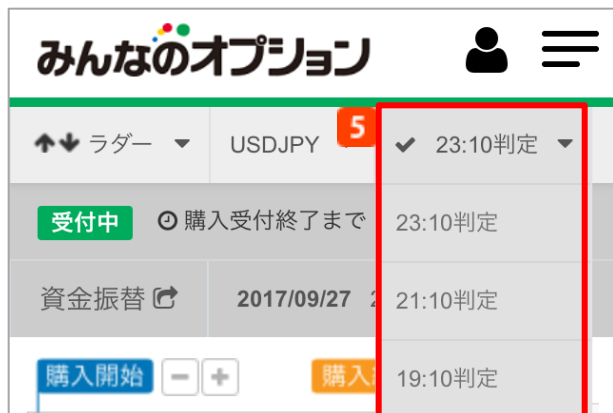 みんなのオプション
ラダー USDJPY 5 23:10判定
受付中 購入受付終了まで 23:10判定
資金振替 2017/09/27 21:10判定
購入開始 購入 19:10判定